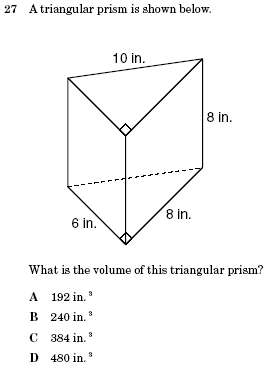 27 A triangular prism is shown below.
10 in.
8 in.
8 in.
6 in.
What is the volume of this triangular prism?
A 192 in.³
B 240 in.³
C 384 in.³
D 480 in.³